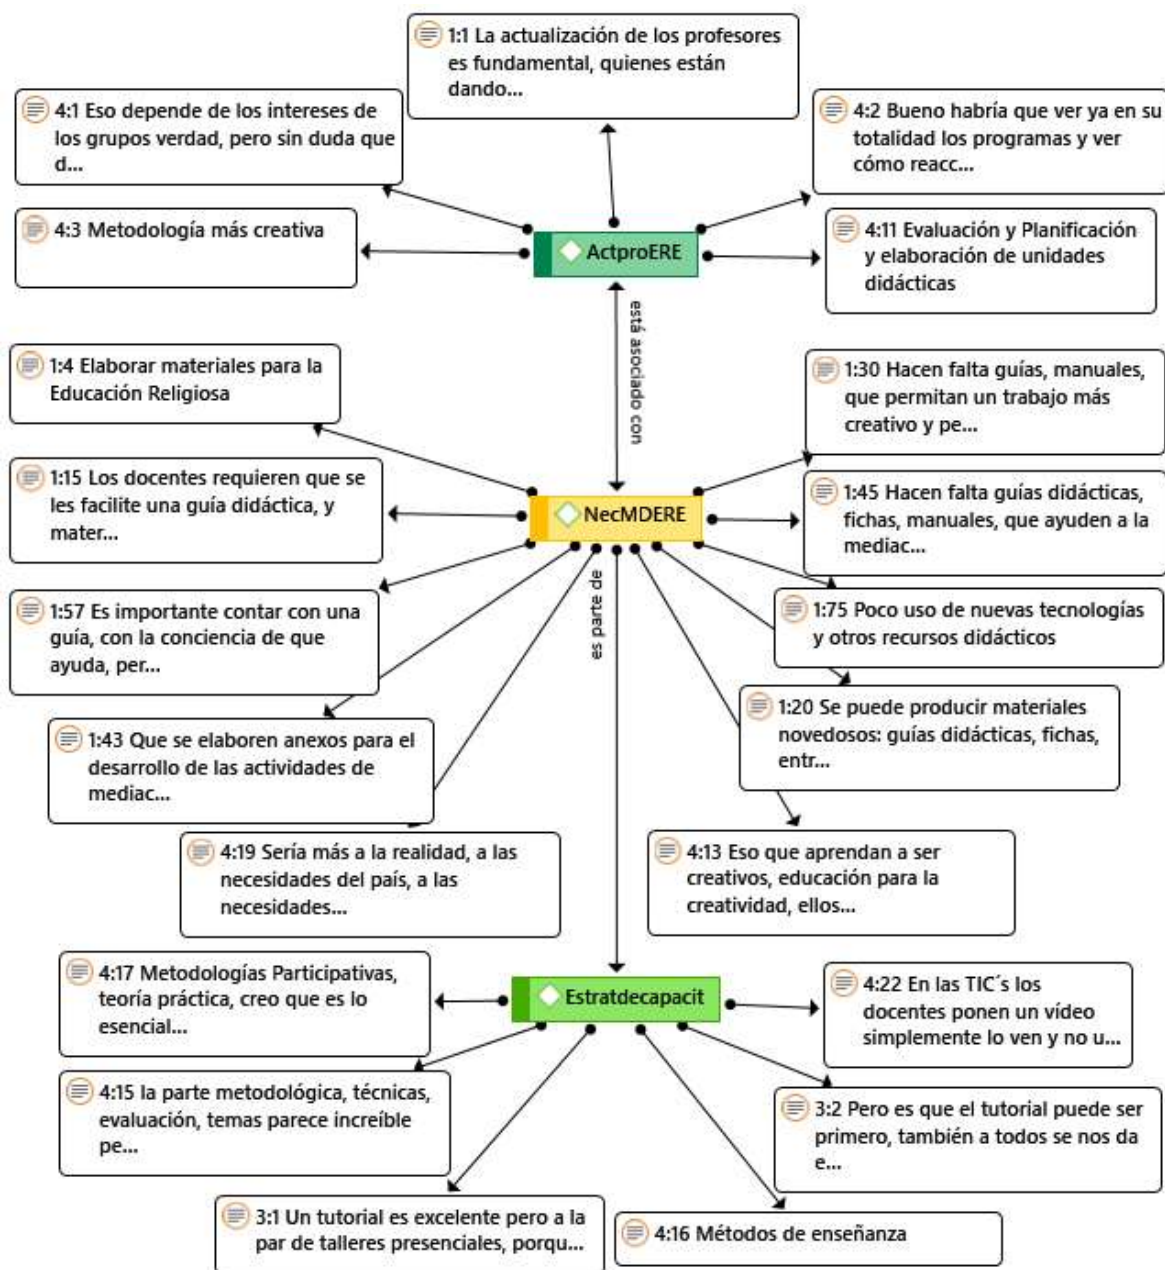 1:1 La actualización de los profesores
es fundamental, quienes están
dando...
4:1 Eso depende de los intereses de
los grupos verdad, pero sin duda que
d...
4:2 Bueno habría que ver ya en su
totalidad los programas y ver
cómo reacc...
4:3 Metodología más creativa
ActproERE
4:11 Evaluación y Planificación
y elaboración de unidades
didácticas
está asociado con
1:4 Elaborar materiales para la
Educación Religiosa
1:30 Hacen falta guías, manuales,
que permitan un trabajo más
creativo y pe...
1:15 Los docentes requieren que se
les facilite una guía didáctica, y
mater...
NecMDERE
1:45 Hacen falta guías didácticas,
fichas, manuales, que ayuden a la
mediac...
es parte de
1:57 Es importante contar con una
guía, con la conciencia de que
ayuda, per...
1:75 Poco uso de nuevas tecnologías
y otros recursos didácticos
1:43 Que se elaboren anexos para el
desarrollo de las actividades de
mediac...
1:20 Se puede producir materiales
novedosos: guías didácticas, fichas,
entr...
4:19 Sería más a la realidad, a las
necesidades del país, a las
necesidades...
4:13 Eso que aprendan a ser
creativos, educación para la
creatividad, ellos...
4:17 Metodologías Participativas,
teoría práctica, creo que es lo
esencial...
Estratdecapacit
4:22 En las TIC´s los
docentes ponen un vídeo
simplemente lo ven y no u...
4:15 la parte metodológica, técnicas,
evaluación, temas parece increíble
pe...
3:2 Pero es que el tutorial puede ser
primero, también a todos se nos da
e...
3:1 Un tutorial es excelente pero a la
par de talleres presenciales, porqu...
4:16 Métodos de enseñanza